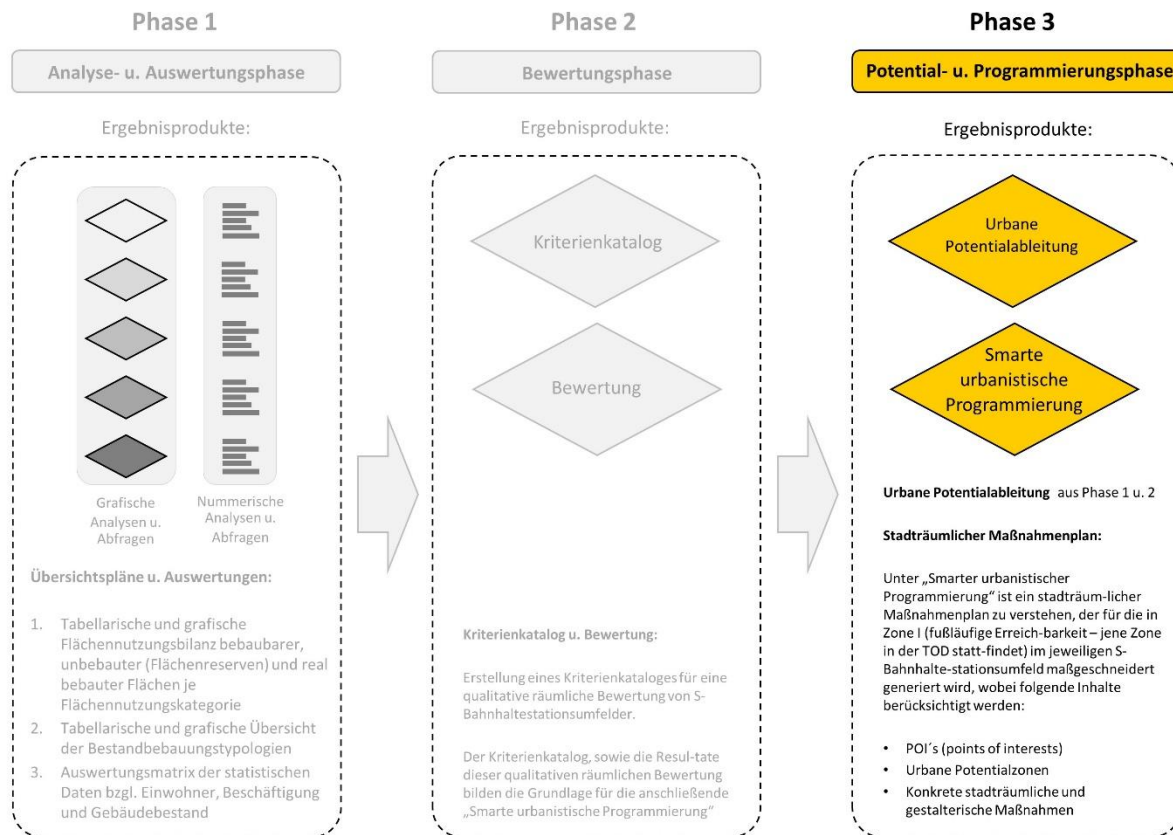 Phase 1
Analyse- u. Auswertungsphase
Ergebnisprodukte:
Grafische
Analysen u.
Abfragen
Nummerische
Analysen u.
Abfragen
Übersichtspläne u. Auswertungen:
1. Tabellarische und grafische
Flächennutzungsbilanz bebaubarer,
unbebauter (Flächenreserven) und real
bebauter Flächen je
Flächennutzungskategorie
2. Tabellarische und grafische Übersicht
der Bestandbebauungstypologien
3. Auswertungsmatrix der statistischen
Daten bzgl. Einwohner, Beschäftigung
und Gebäudebestand
Phase 2
Bewertungsphase
Ergebnisprodukte:
Kriterienkatalog
Bewertung
Kriterienkatalog u. Bewertung:
Erstellung eines Kriterienkataloges für eine
qualitative räumliche Bewertung von S-
Bahnhaltestationsumfelder.
Der Kriterienkatalog, sowie die Resul-tate
dieser qualitativen räumlichen Bewertung
bilden die Grundlage für die anschließende
„Smarte urbanistische Programmierung“
Phase 3
Potential- u. Programmierungsphase
Ergebnisprodukte:
Urbane
Potentialableitung
Smarte
urbanistische
Programmierung
Urbane Potentialableitung aus Phase 1 u. 2
Stadträumlicher Maßnahmenplan:
Unter „Smarter urbanistischer
Programmierung“ ist ein stadträum-licher
Maßnahmenplan zu verstehen, der für die in
Zone I (fußläufige Erreich-barkeit – jene Zone
in der TOD statt-findet) im jeweiligen S-
Bahnhalte-stationsumfeld maßgeschneidert
generiert wird, wobei folgende Inhalte
berücksichtigt werden:
• POI´s (points of interests)
• Urbane Potentialzonen
• Konkrete stadträumliche und
gestalterische Maßnahmen